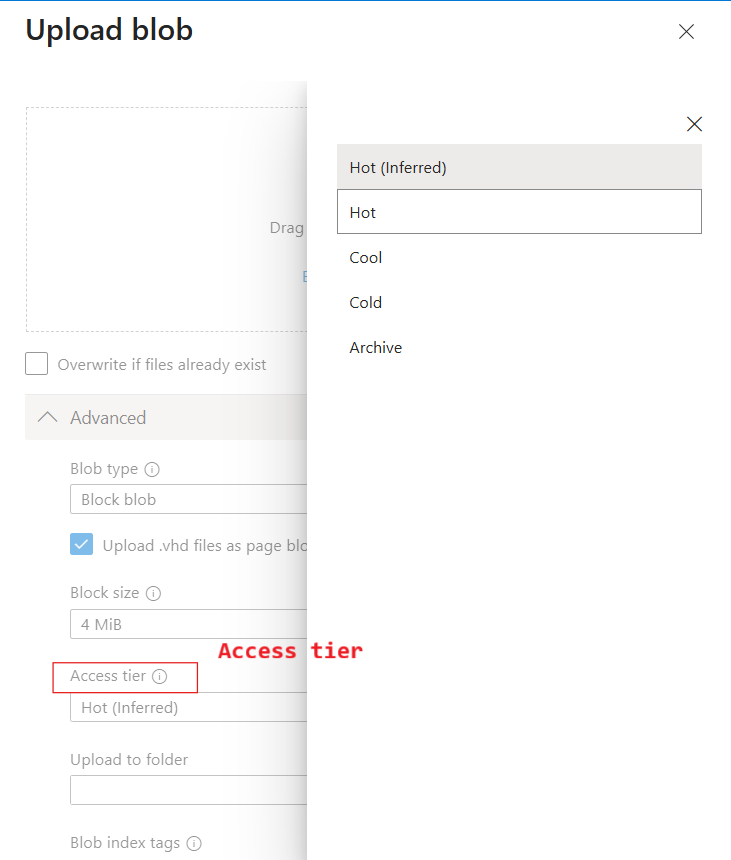 Upload blob
Hot (Inferred)
Hot
Drag
Cool
Cold
Archive
Overwrite if files already exist
Advanced
Blob type
Block blob
Upload .vhd files as page blo
Block size
4 MiB
Access tier
Access tier
Hot (Inferred)
Upload to folder
Blob index tags